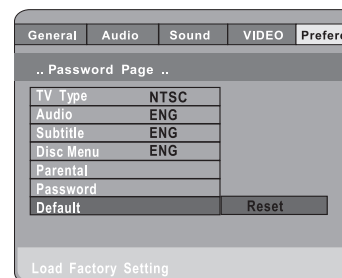 General Audio Sound VIDEO Prefere
.. Password Page ..
TV Type NTSC
Audio ENG
Subtitle ENG
Disc Menu ENG
Parental
Password
Default Reset
Load Factory Setting